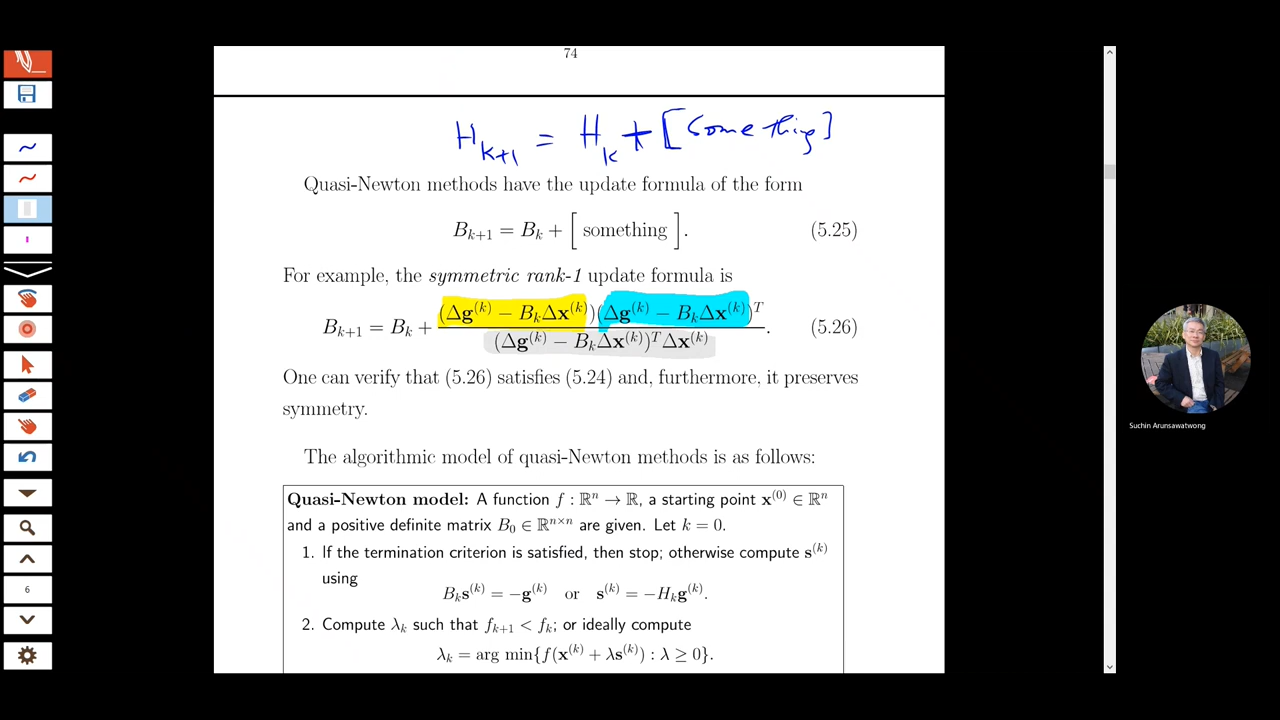 74
H_{k+1} = H_k + [something]
Quasi-Newton methods have the update formula of the form
B_{k+1} = B_k + [ something ]. (5.25)
For example, the symmetric rank-1 update formula is
B_{k+1} = B_k + \frac{(Δg^{(k)} − B_kΔx^{(k)})(Δg^{(k)} − B_kΔx^{(k)})^T}{(Δg^{(k)} − B_kΔx^{(k)})^TΔx^{(k)}}. (5.26)
One can verify that (5.26) satisfies (5.24) and, furthermore, it preserves
symmetry.
The algorithmic model of quasi-Newton methods is as follows:
Quasi-Newton model: A function f : ℝ^n → ℝ, a starting point x^{(0)} ∈ ℝ^n
and a positive definite matrix B_0 ∈ ℝ^{n×n} are given. Let k = 0.
1. If the termination criterion is satisfied, then stop; otherwise compute s^{(k)}
using
B_ks^{(k)} = −g^{(k)} or s^{(k)} = −H_kg^{(k)}.
2. Compute λ_k such that f_{k+1} < f_k; or ideally compute
λ_k = arg min{f(x^{(k)} + λs^{(k)}) : λ ≥ 0}.
6
Suchin Arunsawatwong